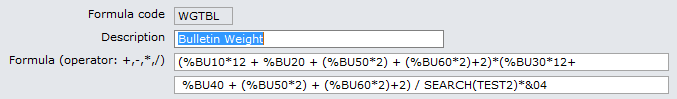 Formula code WGTBL
Description Bulletin Weight
Formula (operator: +,-,*,/) (%BU10*12 + %BU20 + (%BU50*2) + (%BU60*2)+2)*(%BU30*12+
%BU40 + (%BU50*2) + (%BU60*2)+2) / SEARCH(TEST2)*&04